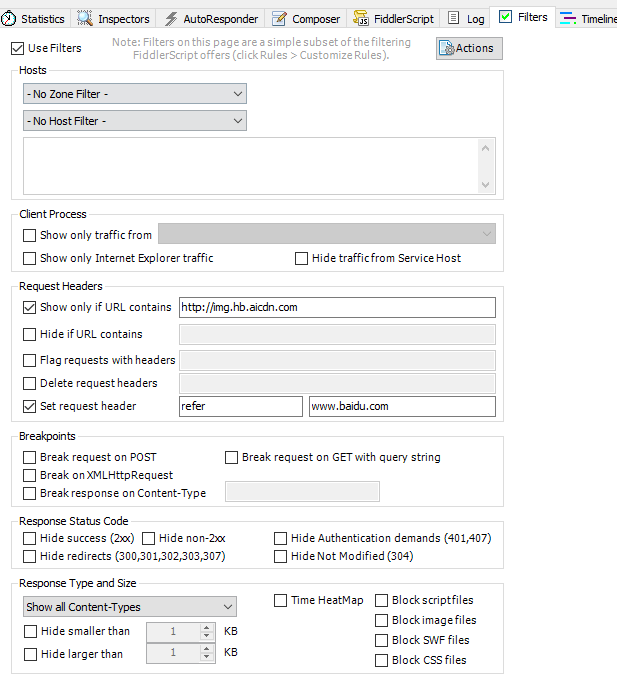 Statistics Inspectors AutoResponder Composer FiddlerScript Log Filters Timeline
Use Filters
Note: Filters on this page are a simple subset of the filtering
FiddlerScript offers (click Rules > Customize Rules).
Actions
Hosts
- No Zone Filter -
- No Host Filter -
Client Process
Show only traffic from
Show only Internet Explorer traffic Hide traffic from Service Host
Request Headers
Show only if URL contains http://img.hb.aicdn.com
Hide if URL contains
Flag requests with headers
Delete request headers
Set request header refer www.baidu.com
Breakpoints
Break request on POST Break request on GET with query string
Break on XMLHttpRequest
Break response on Content-Type
Response Status Code
Hide success (2xx) Hide non-2xx Hide Authentication demands (401,407)
Hide redirects (300,301,302,303,307) Hide Not Modified (304)
Response Type and Size
Show all Content-Types Time HeatMap Block script files
Block image files
Hide smaller than 1 KB
Block SWF files
Hide larger than 1 KB
Block CSS files